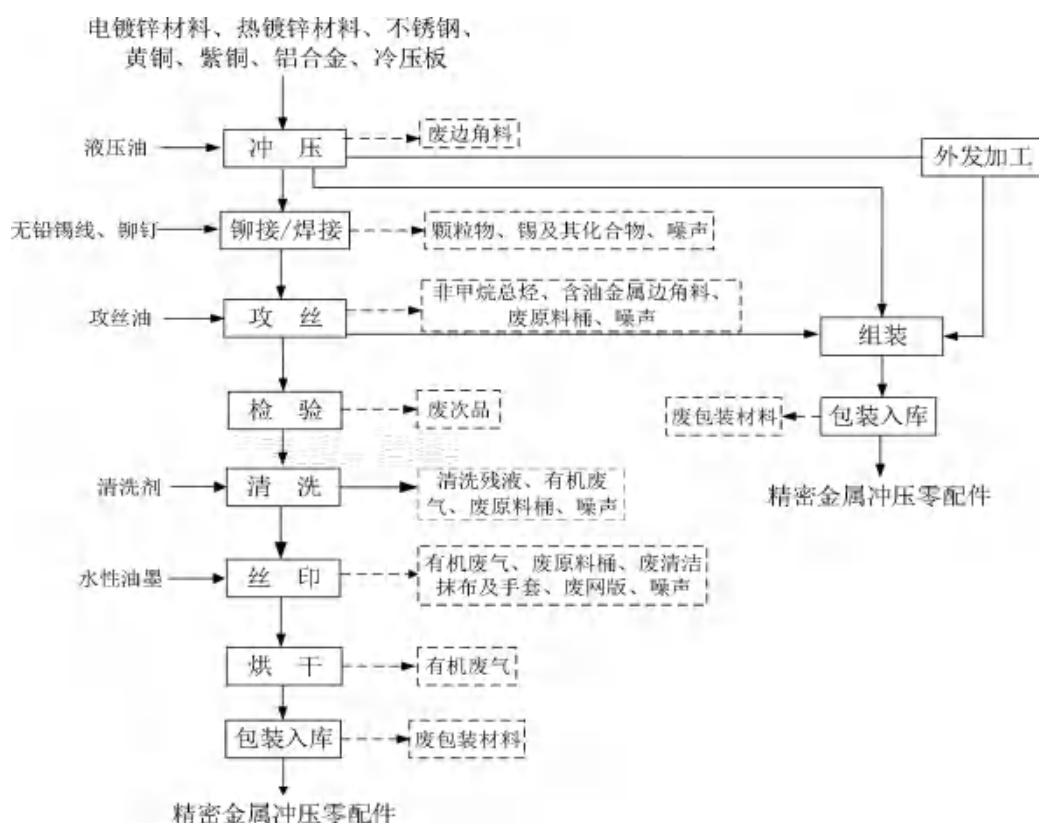 电镀锌材料、热镀锌材料、不锈钢、
黄铜、紫铜、铝合金、冷压板
液压油
冲 压
废边角料
外发加工
无铅锡线、铆钉
铆接/焊接
颗粒物、锡及其化合物、噪声
攻丝油
攻 丝
非甲烷总烃、含油金属边角料、
废原料桶、噪声
组装
检 验
废次品
废包装材料
包装入库
清洗剂
清 洗
清洗残液、有机废
气、废原料桶、噪声
精密金属冲压零配件
水性油墨
丝 印
有机废气、废原料桶、废清洁
抹布及手套、废网版、噪声
烘 干
有机废气
包装入库
废包装材料
精密金属冲压零配件